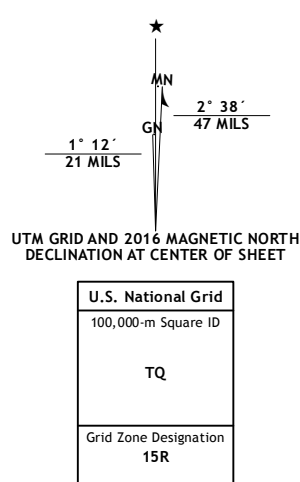 ★
MN
2° 38´
47 MILS
GN
1° 12´
21 MILS
UTM GRID AND 2016 MAGNETIC NORTH
DECLINATION AT CENTER OF SHEET
U.S. National Grid
100,000-m Square ID
TQ
Grid Zone Designation
15R